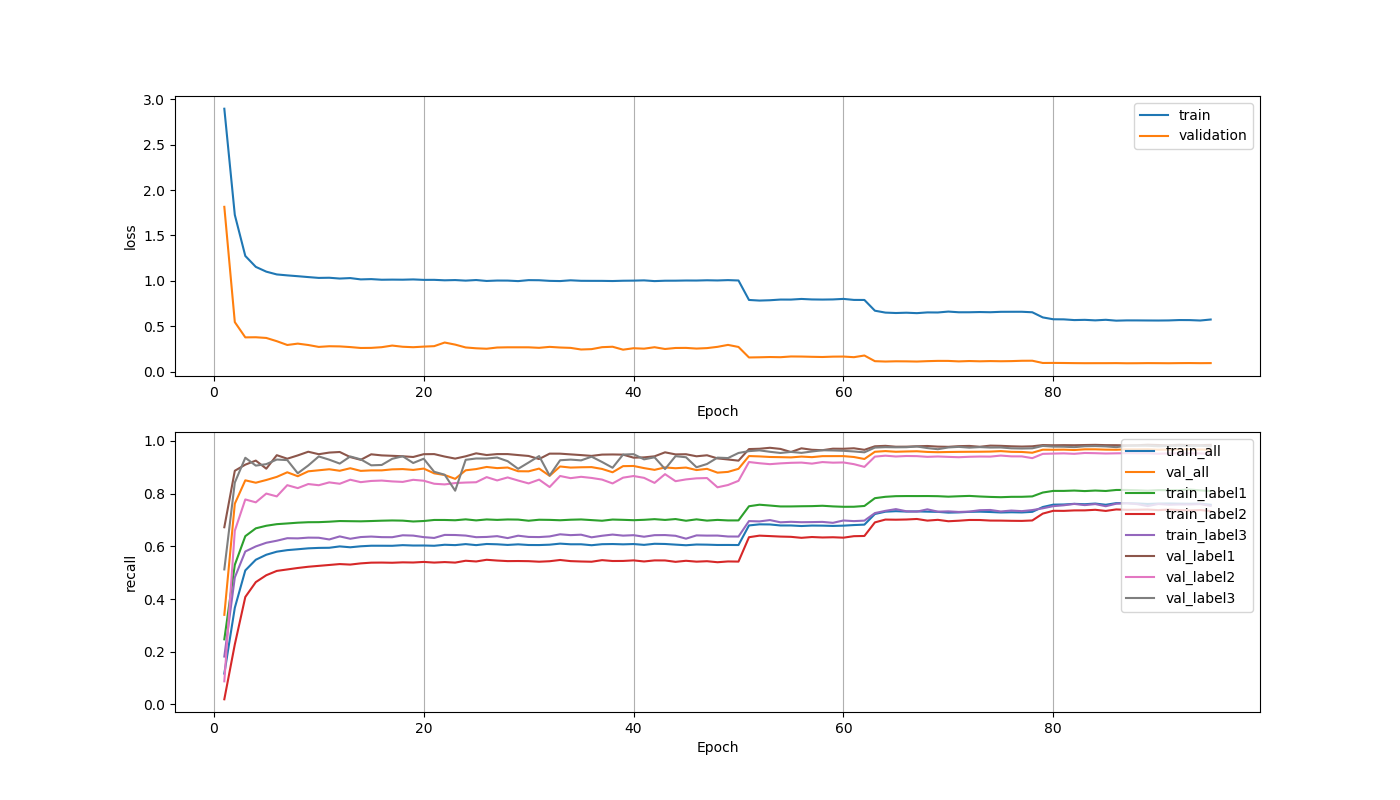 3.0
2.5
2.0
1.5
1.0
0.5
0.0
loss
train
validation
0 20 40 60 80
Epoch
1.0
0.8
0.6
0.4
0.2
0.0
recall
train_all
val_all
train_label1
train_label2
train_label3
val_label1
val_label2
val_label3
0 20 40 60 80
Epoch